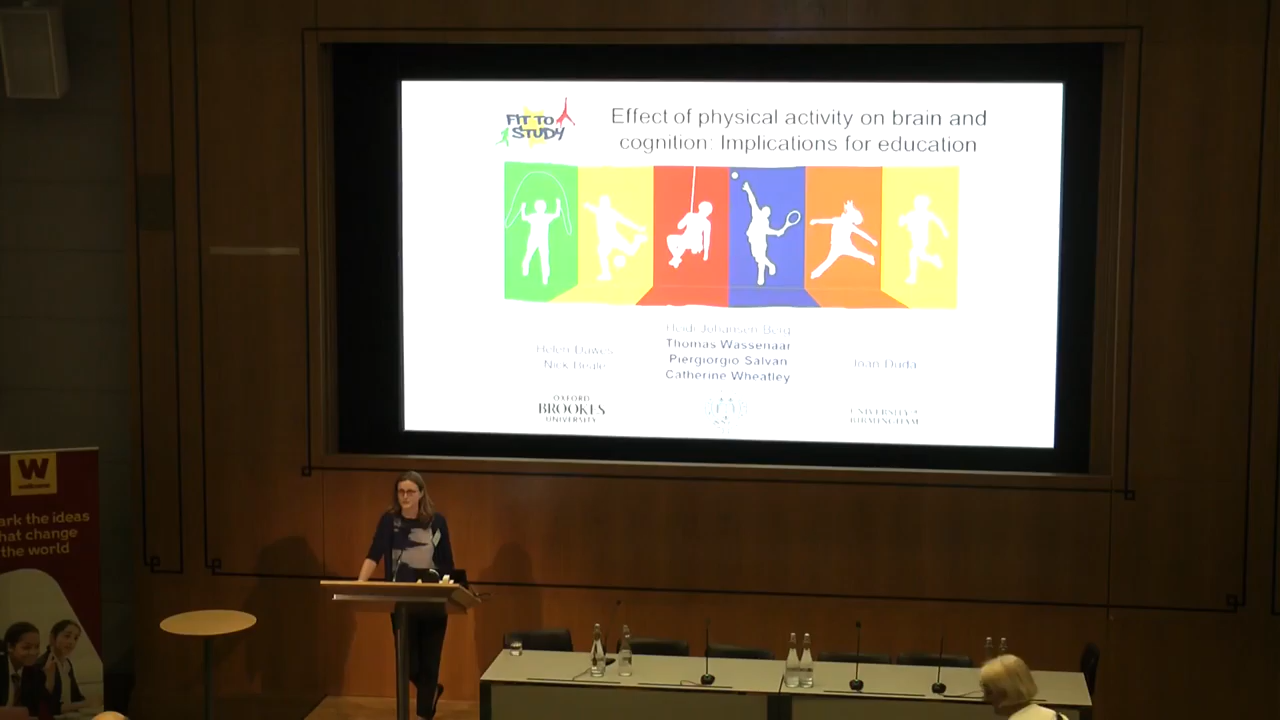 FIT TO
STUDY
Effect of physical activity on brain and
cognition: Implications for education
Heidi Johansen-Berg
Thomas Wassenaar
Piergiorgio Salvan
Catherine Wheatley
Helen Dawes
Nick Beale
Joan Duda
OXFORD
BROOKES
UNIVERSITY
UNIVERSITY OF
BIRMINGHAM
W
wellcome
ark the ideas
hat change
the world